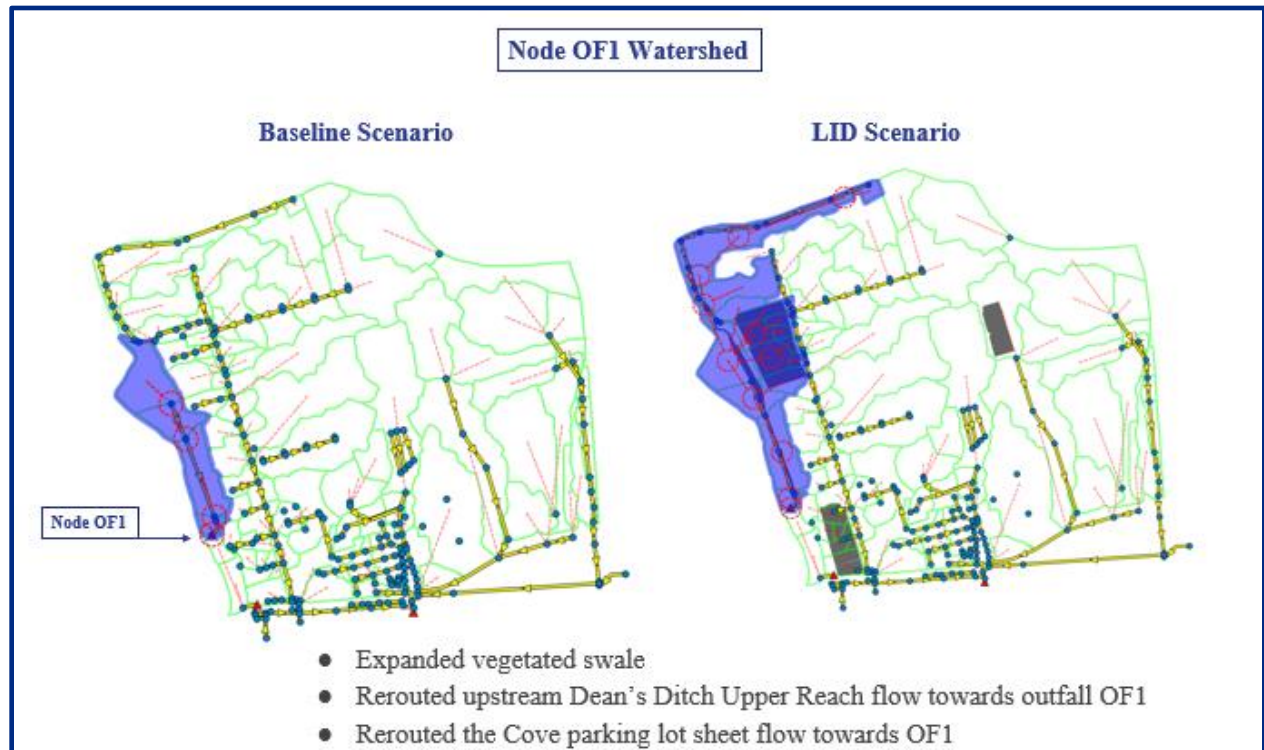 Node OF1 Watershed
Baseline Scenario
LID Scenario
Node OF1
● Expanded vegetated swale
● Rerouted upstream Dean’s Ditch Upper Reach flow towards outfall OF1
● Rerouted the Cove parking lot sheet flow towards OF1